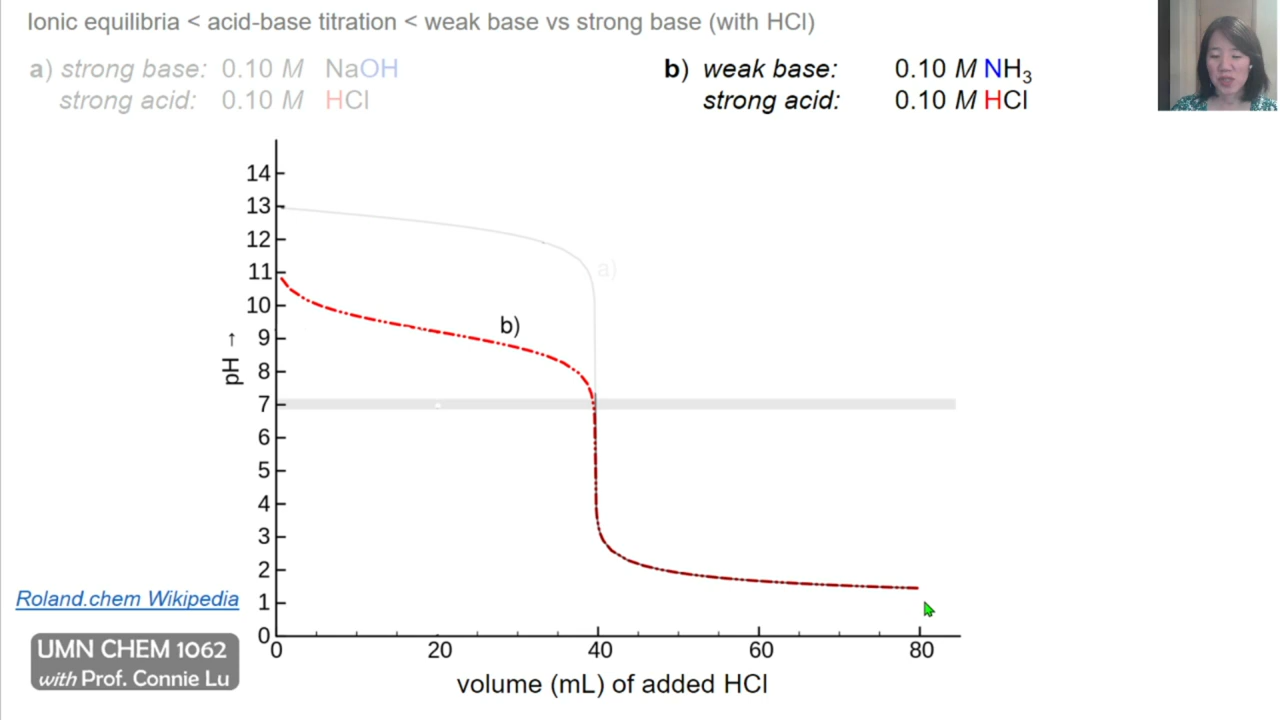 Ionic equilibria < acid-base titration < weak base vs strong base (with HCl)
a) strong base: 0.10 M NaOH
strong acid: 0.10 M HCl
b) weak base: 0.10 M NH₃
strong acid: 0.10 M HCl
14
13
12
11
10
9
8
7
6
5
4
3
2
1
0
pH →
a)
b)
0 20 40 60 80
volume (mL) of added HCl
Roland.chem Wikipedia
UMN CHEM 1062
with Prof. Connie Lu